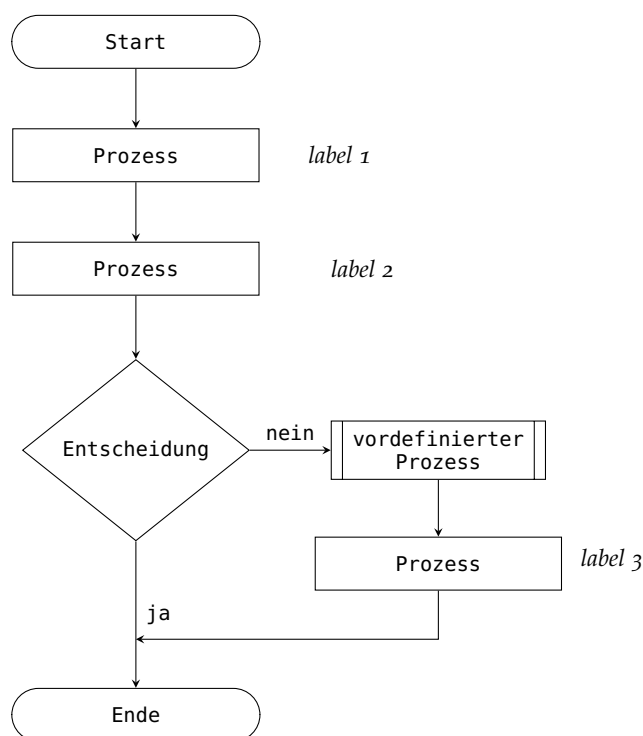 Start
Prozess
label 1
Prozess
label 2
Entscheidung
nein
vordefinierter
Prozess
Prozess
label 3
ja
Ende